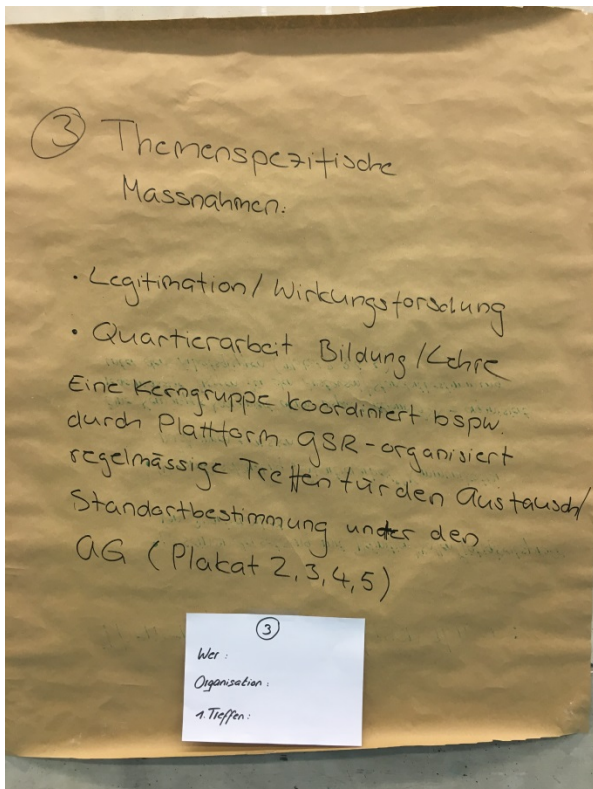 ③ Themenspezifische
Massnahmen:
• Legitimation / Wirkungsforschung
• Quartierarbeit Bildung / Lehre
Eine Kerngruppe koordiniert bspw.
durch Plattform GSR - organisiert
regelmässige Treffen für den Austausch/
Standortbestimmung unter den
AG (Plakat 2, 3, 4, 5)
③
Wer :
Organisation :
1. Treffen :